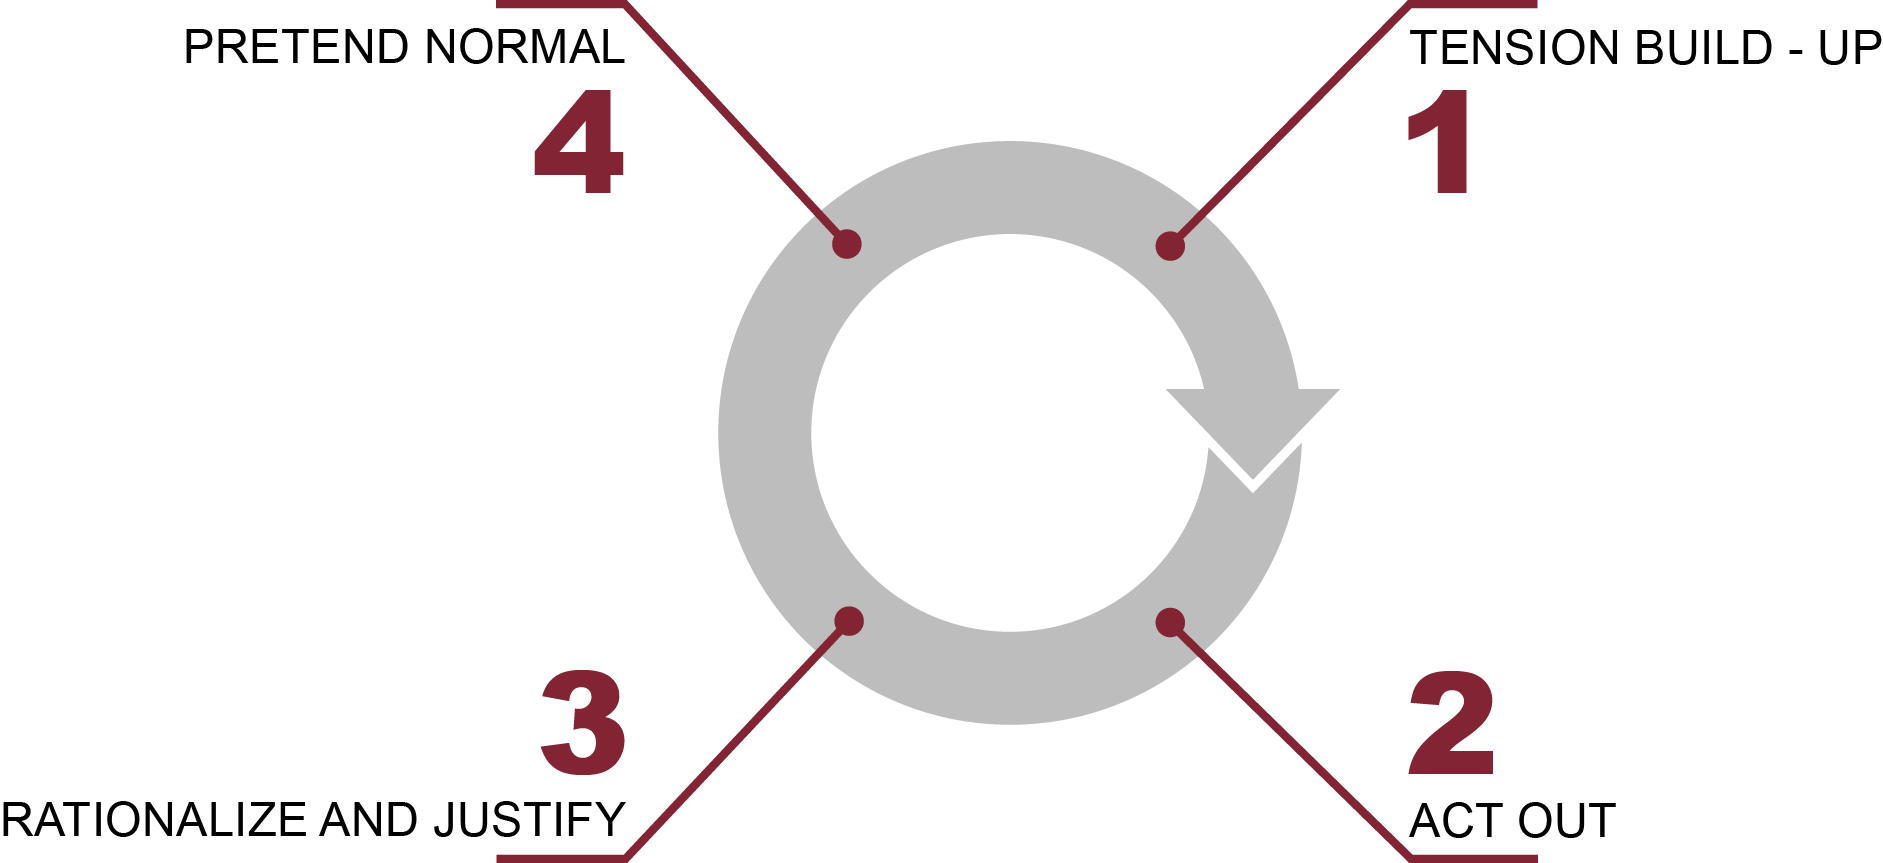 PRETEND NORMAL
4
TENSION BUILD - UP
1
3
RATIONALIZE AND JUSTIFY
2
ACT OUT